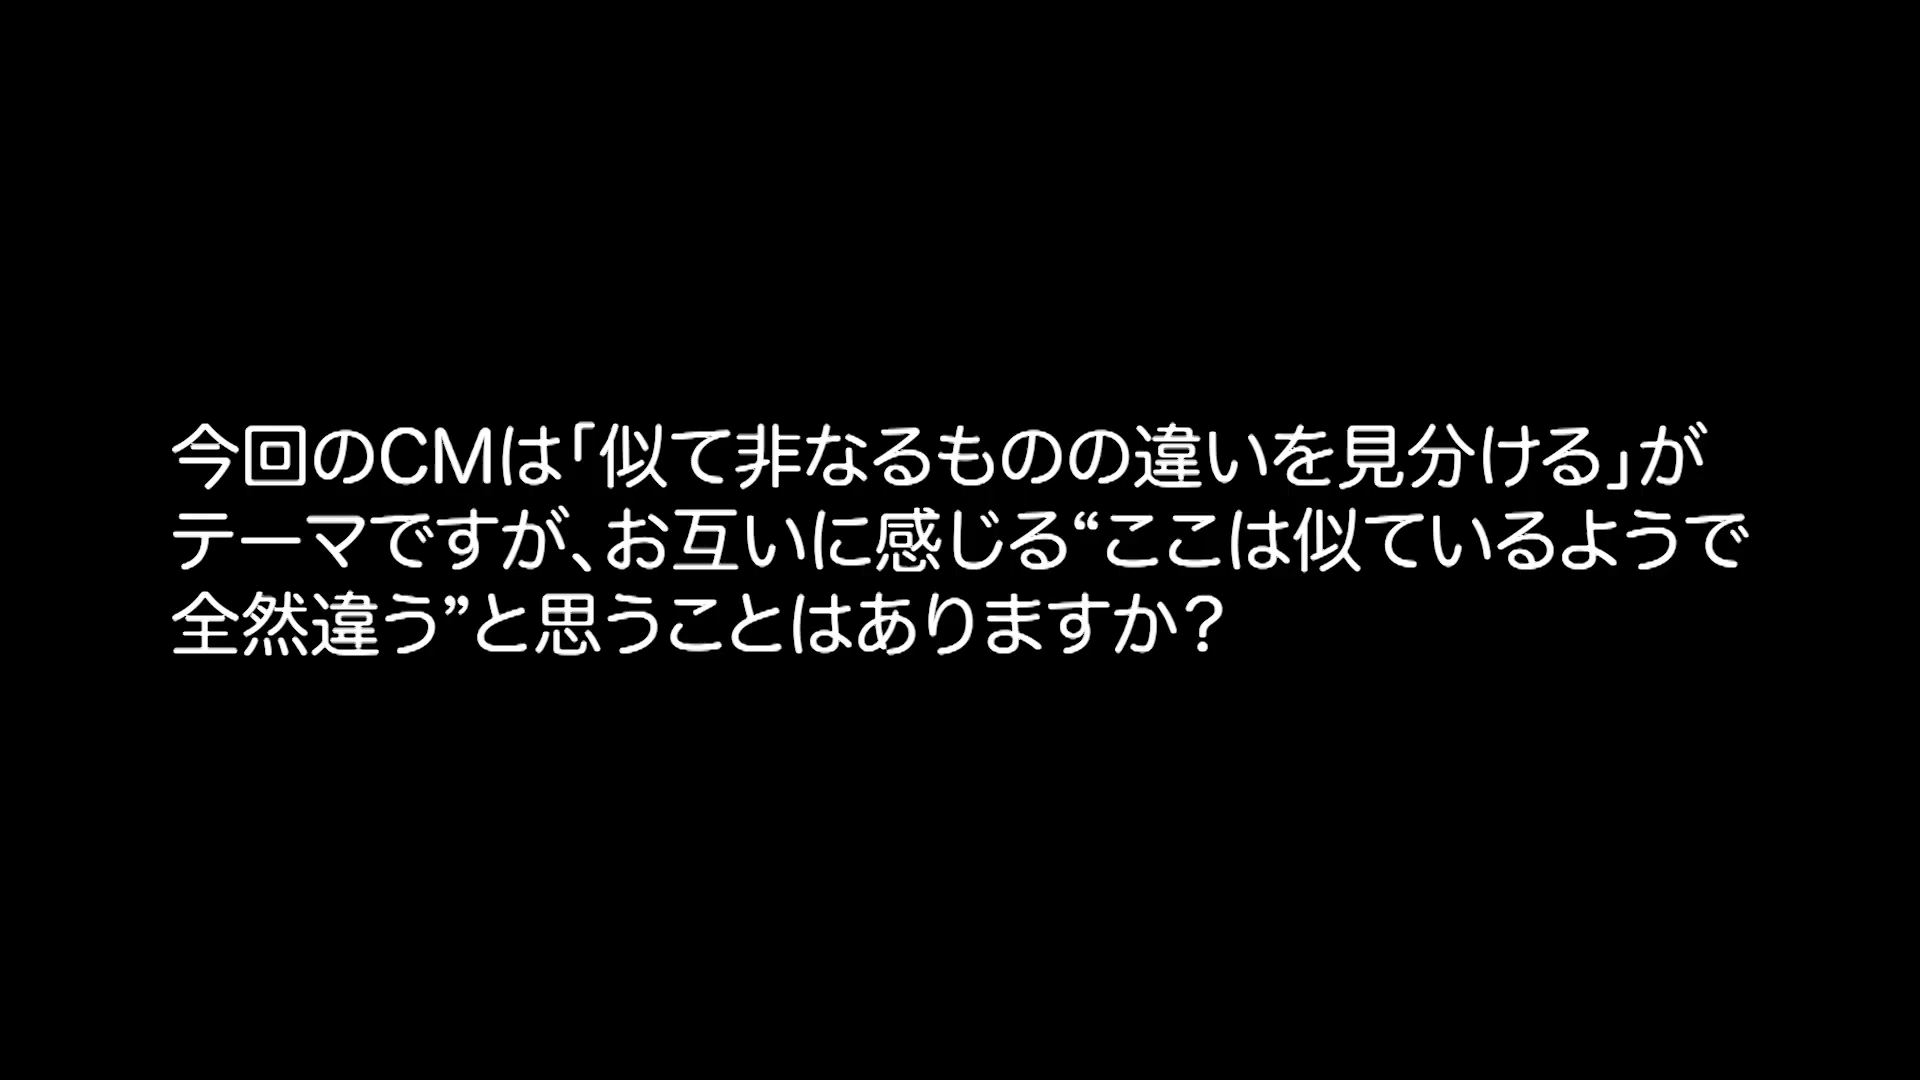 今回のCMは「似て非なるものの違いを見分ける」が
テーマですが、お互いに感じる“ここは似ているようで
全然違う”と思うことはありますか？